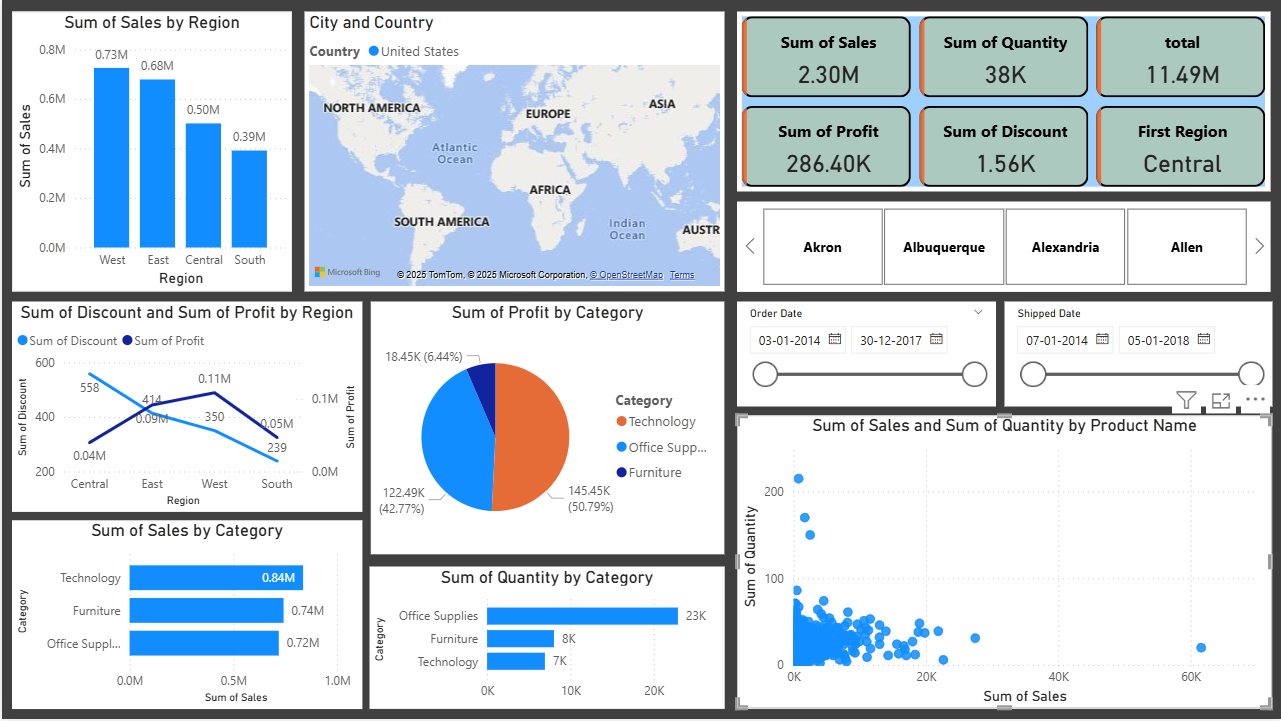 Sum of Sales by Region
Sum of Sales
0.8M
0.6M
0.4M
0.2M
0.0M
0.73M
0.68M
0.50M
0.39M
West East Central South
Region
City and Country
Country United States
NORTH AMERICA
EUROPE
ASIA
Atlantic
Ocean
AFRICA
SOUTH AMERICA
Indian
Ocean
AUSTR
Microsoft Bing
© 2025 TomTom, © 2025 Microsoft Corporation, © OpenStreetMap Terms
Sum of Sales
2.30M
Sum of Quantity
38K
total
11.49M
Sum of Profit
286.40K
Sum of Discount
1.56K
First Region
Central
Akron
Albuquerque
Alexandria
Allen
Sum of Discount and Sum of Profit by Region
Sum of Discount Sum of Profit
Sum of Discount
600
400
200
558
414
350
239
0.04M
0.09M
0.11M
0.05M
0.1M
0.0M
Sum of Profit
Central East West South
Region
Sum of Profit by Category
18.45K (6.44%)
122.49K
(42.77%)
145.45K
(50.79%)
Category
Technology
Office Supp...
Furniture
Order Date
03-01-2014
30-12-2017
Shipped Date
07-01-2014
05-01-2018
Sum of Sales by Category
Category
Technology 0.84M
Furniture 0.74M
Office Suppl... 0.72M
0.0M 0.5M 1.0M
Sum of Sales
Sum of Quantity by Category
Category
Office Supplies 23K
Furniture 8K
Technology 7K
0K 10K 20K
Sum of Sales and Sum of Quantity by Product Name
Sum of Quantity
200
100
0
0K 20K 40K 60K
Sum of Sales